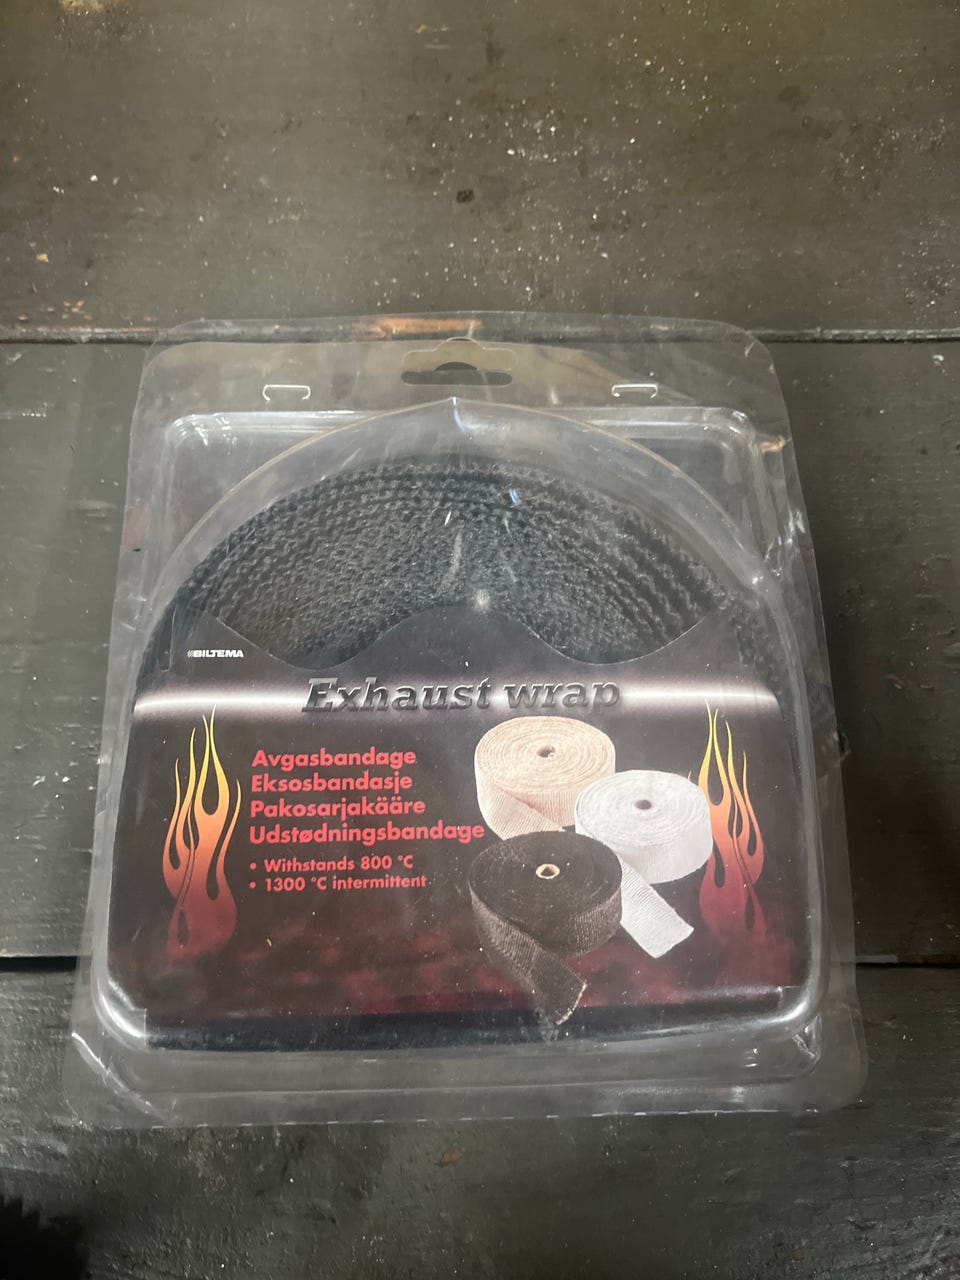 BILTEMA
Exhaust wrap
Avgasbandage
Eksosbandasje
Pakosarjakääre
Udstødningsbandage
• Withstands 800 °C
• 1300 °C intermittent